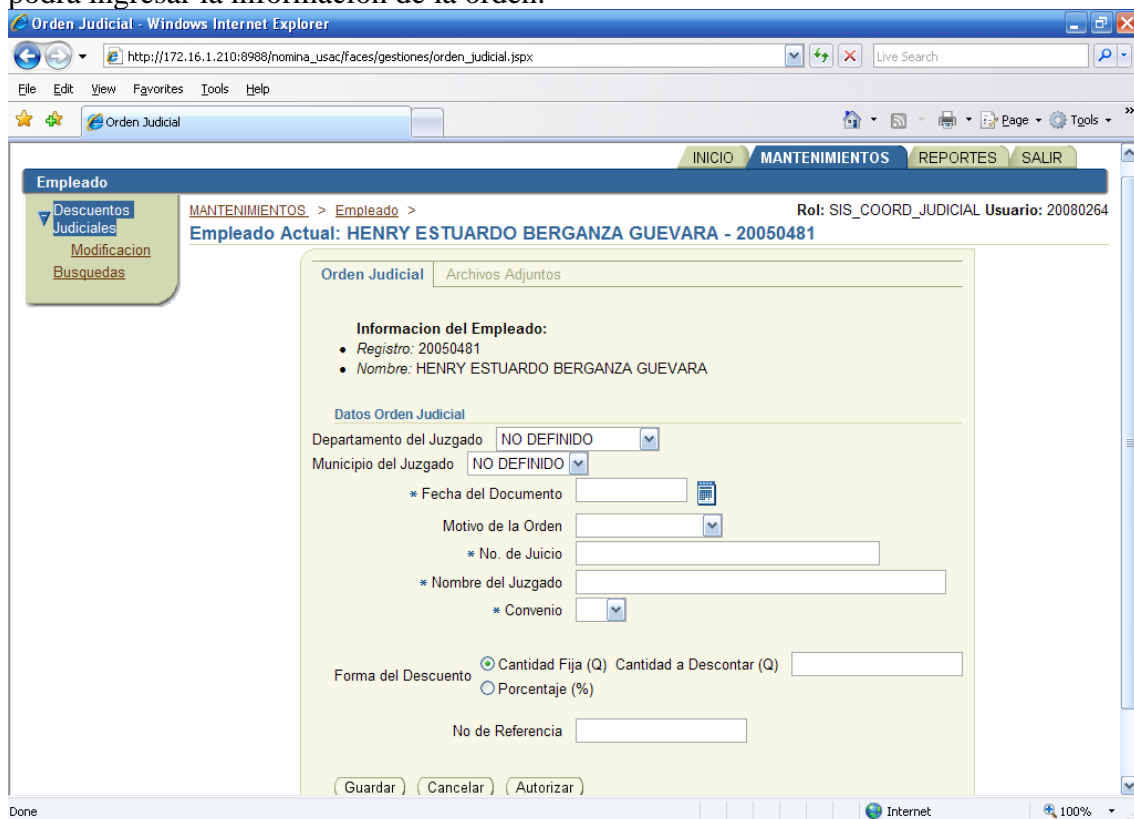 podrá ingresar la información de la orden.
Orden Judicial - Windows Internet Explorer
http://172.16.1.210:8988/nomina_usac/faces/gestiones/orden_judicial.jspx
Live Search
File Edit View Favorites Tools Help
Orden Judicial
Page Tools »
INICIO MANTENIMIENTOS REPORTES SALIR
Empleado
Descuentos Judiciales
Modificacion
Busquedas
MANTENIMIENTOS > Empleado >
Rol: SIS_COORD_JUDICIAL Usuario: 20080264
Empleado Actual: HENRY ESTUARDO BERGANZA GUEVARA - 20050481
Orden Judicial Archivos Adjuntos
Informacion del Empleado:
• Registro: 20050481
• Nombre: HENRY ESTUARDO BERGANZA GUEVARA
Datos Orden Judicial
Departamento del Juzgado NO DEFINIDO
Municipio del Juzgado NO DEFINIDO
* Fecha del Documento
Motivo de la Orden
* No. de Juicio
* Nombre del Juzgado
* Convenio
Forma del Descuento
Cantidad Fija (Q) Cantidad a Descontar (Q)
Porcentaje (%)
No de Referencia
Guardar Cancelar Autorizar
Done
Internet
100%